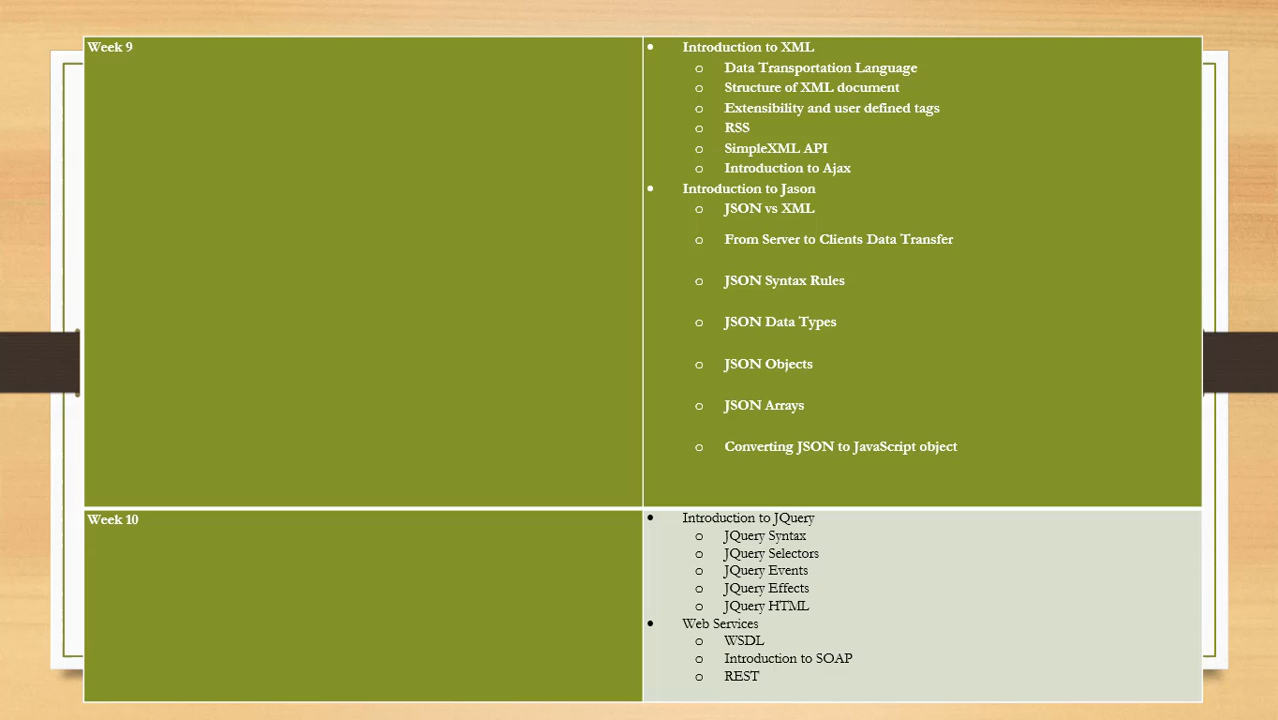 Week 9
• Introduction to XML
o Data Transportation Language
o Structure of XML document
o Extensibility and user defined tags
o RSS
o SimpleXML API
o Introduction to Ajax
• Introduction to Jason
o JSON vs XML
o From Server to Clients Data Transfer
o JSON Syntax Rules
o JSON Data Types
o JSON Objects
o JSON Arrays
o Converting JSON to JavaScript object
Week 10
• Introduction to JQuery
o JQuery Syntax
o JQuery Selectors
o JQuery Events
o JQuery Effects
o JQuery HTML
• Web Services
o WSDL
o Introduction to SOAP
o REST